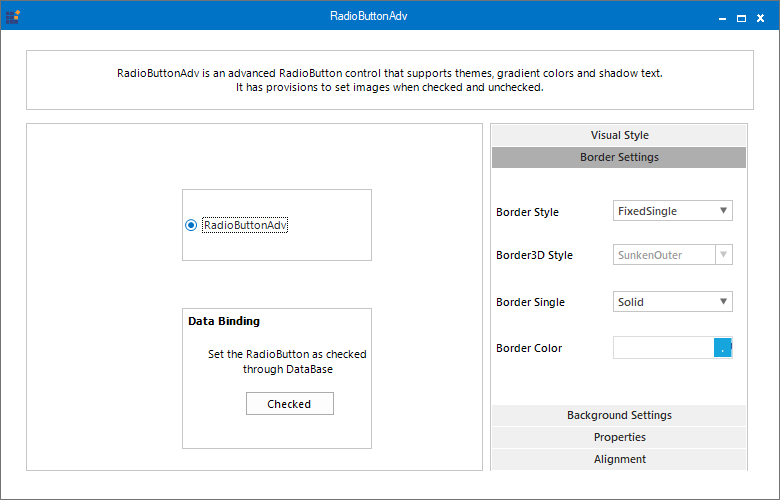 RadioButtonAdv
RadioButtonAdv is an advanced RadioButton control that supports themes, gradient colors and shadow text.
It has provisions to set images when checked and unchecked.
RadioButtonAdv
Data Binding
Set the RadioButton as checked
through DataBase
Checked
Visual Style
Border Settings
Border Style
FixedSingle
Border3D Style
SunkenOuter
Border Single
Solid
Border Color
Background Settings
Properties
Alignment